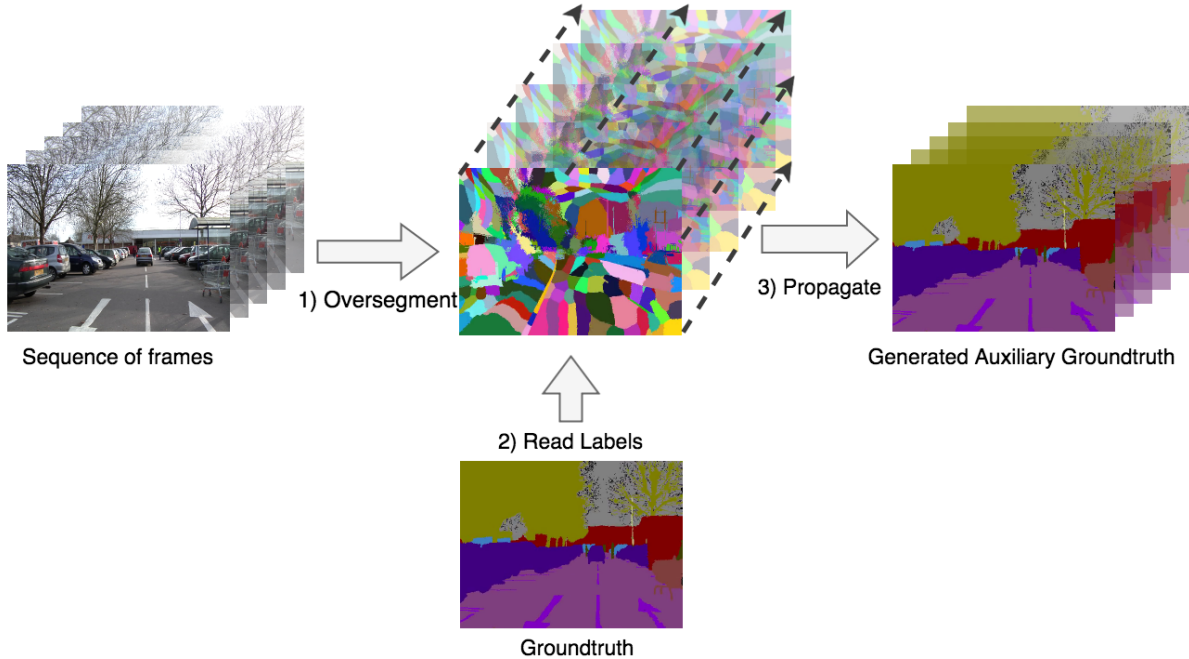 1) Oversegment
3) Propagate
Sequence of frames
Generated Auxiliary Groundtruth
2) Read Labels
Groundtruth